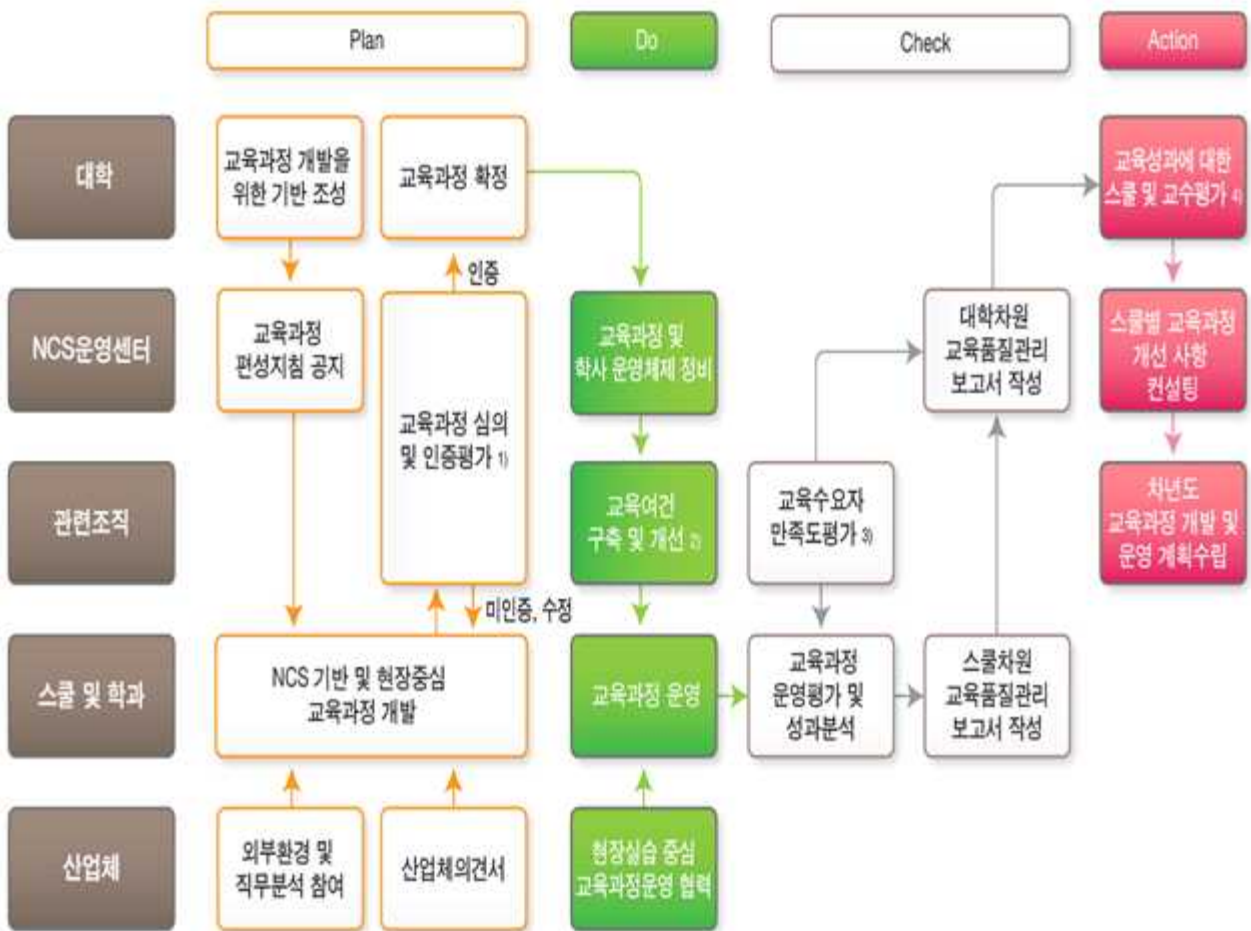 Plan
Do
Check
Action
대학
교육과정 개발을
위한 기반 조성
교육과정 확정
교육성과에 대한
스쿨 및 교수평가 4)
인증
NCS운영센터
교육과정
편성지침 공지
교육과정 심의
및 인증평가 1)
교육과정 및
학사 운영체제 정비
대학차원
교육품질관리
보고서 작성
스쿨별 교육과정
개선 사항
컨설팅
관련조직
교육여건
구축 및 개선 2)
교육수요자
만족도평가 3)
차년도
교육과정 개발 및
운영 계획수립
미인증, 수정
스쿨 및 학과
NCS 기반 및 현장중심
교육과정 개발
교육과정 운영
교육과정
운영평가 및
성과분석
스쿨차원
교육품질관리
보고서 작성
산업체
외부환경 및
직무분석 참여
산업체의견서
현장실습 중심
교육과정운영 협력